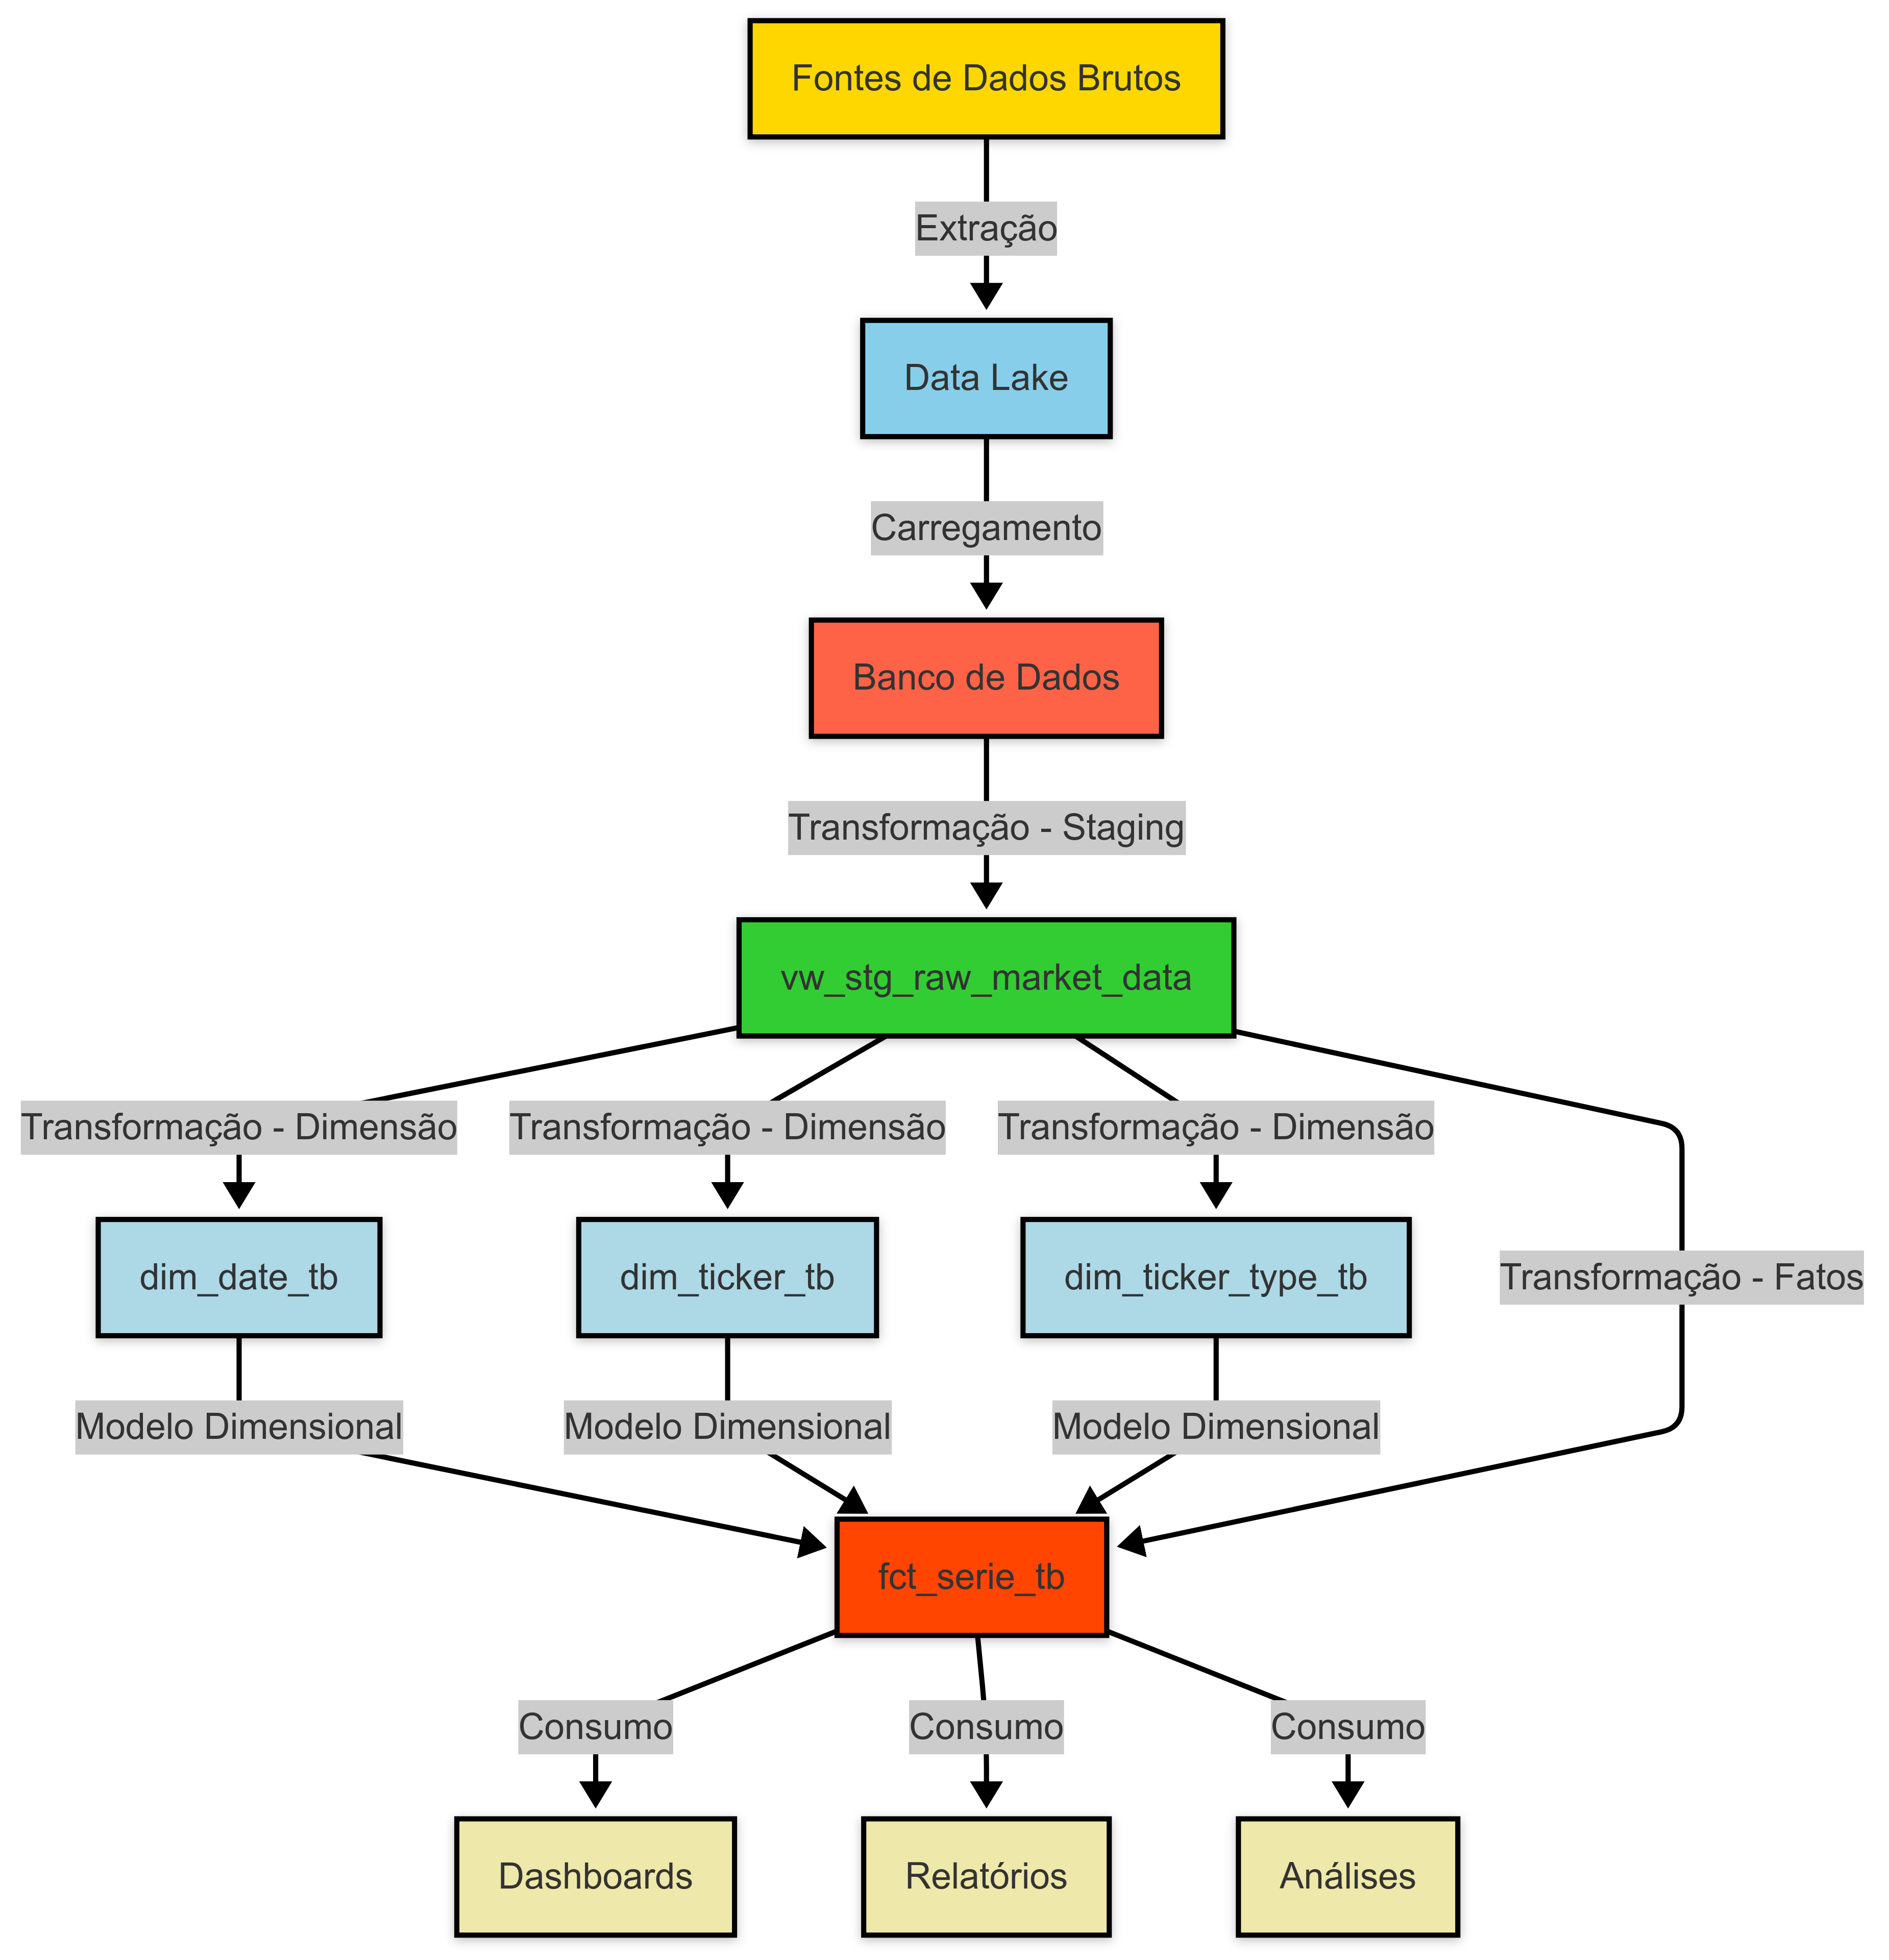 Fontes de Dados Brutos
Extração
Data Lake
Carregamento
Banco de Dados
Transformação - Staging
vw_stg_raw_market_data
Transformação - Dimensão
Transformação - Dimensão
Transformação - Dimensão
dim_date_tb
dim_ticker_tb
dim_ticker_type_tb
Transformação - Fatos
Modelo Dimensional
Modelo Dimensional
Modelo Dimensional
fct_serie_tb
Consumo
Consumo
Consumo
Dashboards
Relatórios
Análises